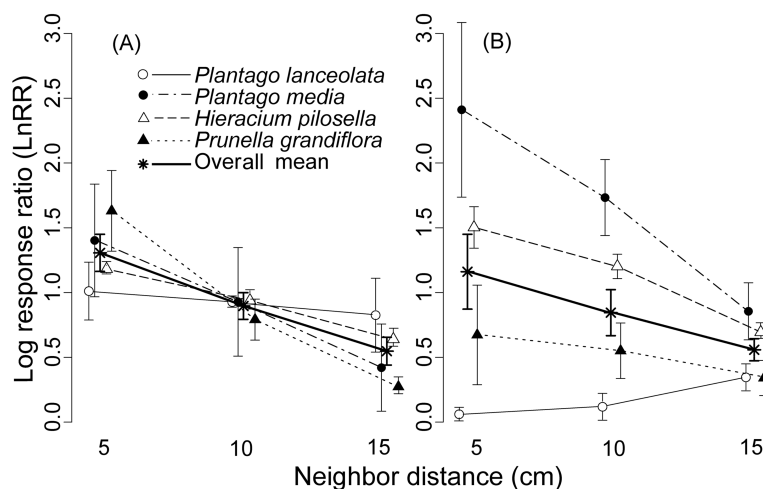 (A)
(B)
Plantago lanceolata
Plantago media
Hieracium pilosella
Prunella grandiflora
Overall mean
Log response ratio (LnRR)
0.0 0.5 1.0 1.5 2.0 2.5 3.0
0.0 0.5 1.0 1.5 2.0 2.5 3.0
5 10 15 5 10 15
Neighbor distance (cm)